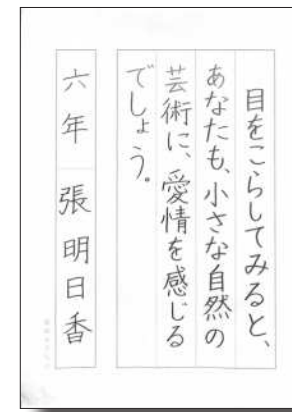 目をこらしてみると、
あなたも、小さな自然の
芸術に、愛情を感じる
でしょう。
六年 張明日香